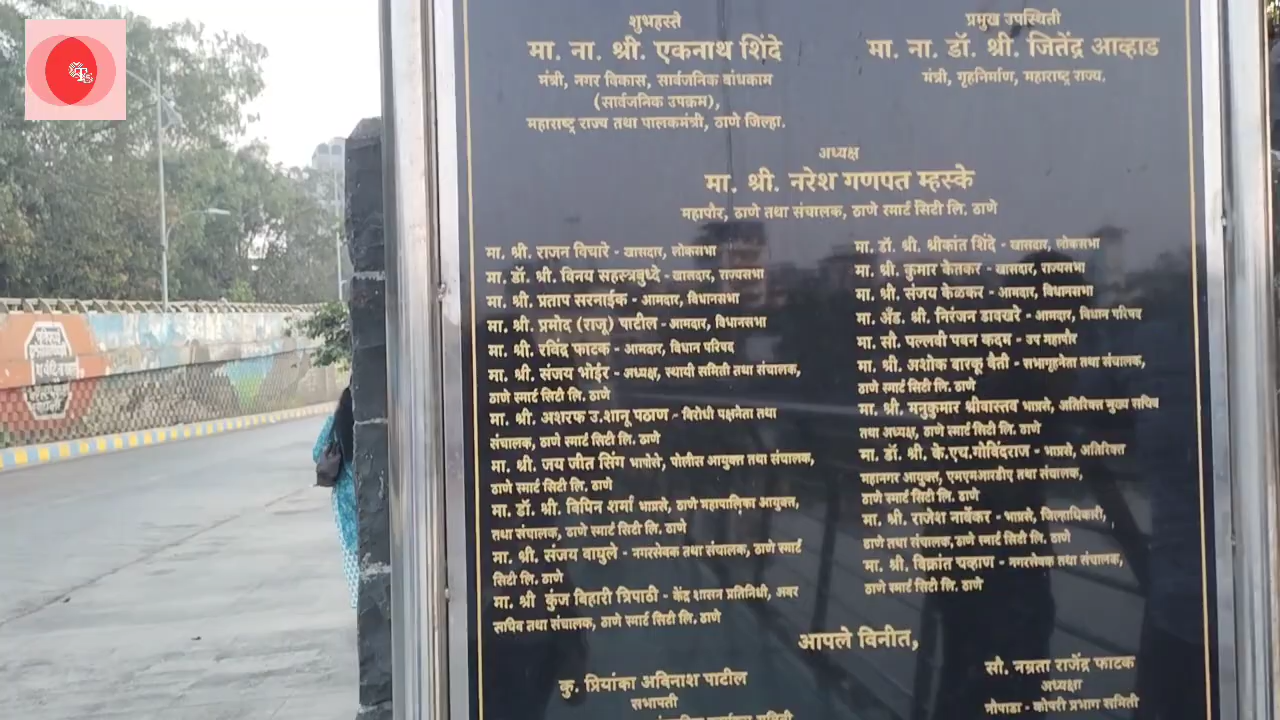 शुभहस्ते
मा. ना. श्री. एकनाथ शिंदे
मंत्री, नगर विकास, सार्वजनिक बांधकाम
(सार्वजनिक उपक्रम),
महाराष्ट्र राज्य तथा पालकमंत्री, ठाणे जिल्हा.
प्रमुख उपस्थिती
मा. ना. डॉ. श्री. जितेंद्र आव्हाड
मंत्री, गृहनिर्माण, महाराष्ट्र राज्य.
अध्यक्ष
मा. श्री. नरेश गणपत म्हस्के
महापौर, ठाणे तथा संचालक, ठाणे स्मार्ट सिटी लि. ठाणे
मा. श्री. राजन विचारे - खासदार, लोकसभा
मा. डॉ. श्री. विनय सहस्त्रबुध्दे - खासदार, राज्यसभा
मा. श्री. प्रताप सरनाईक - आमदार, विधानसभा
मा. श्री. प्रमोद (राजू) पाटील - आमदार, विधानसभा
मा. श्री. रविंद्र फाटक - आमदार, विधान परिषद
मा. श्री. संजय भोईर - अध्यक्ष, स्थायी समिती तथा संचालक,
ठाणे स्मार्ट सिटी लि. ठाणे
मा. श्री. अशरफ उ.शानू पठाण - विरोधी पक्षनेता तथा
संचालक, ठाणे स्मार्ट सिटी लि. ठाणे
मा. श्री. जय जीत सिंग भापोसे, पोलीस आयुक्त तथा संचालक,
ठाणे स्मार्ट सिटी लि. ठाणे
मा. डॉ. श्री. विपिन शर्मा भाप्रसे, ठाणे महापालिका आयुक्त,
तथा संचालक, ठाणे स्मार्ट सिटी लि. ठाणे
मा. श्री. संजय वाघुले - नगरसेवक तथा संचालक, ठाणे स्मार्ट
सिटी लि. ठाणे
मा. श्री कुंज बिहारी त्रिपाठी - केंद्र शासन प्रतिनिधी, अवर
सचिव तथा संचालक, ठाणे स्मार्ट सिटी लि. ठाणे
मा. डॉ. श्री. श्रीकांत शिंदे - खासदार, लोकसभा
मा. श्री. कुमार केतकर - खासदार, राज्यसभा
मा. श्री. संजय केळकर - आमदार, विधानसभा
मा. अँड. श्री. निरंजन डावखरे - आमदार, विधान परिषद
मा. सौ. पल्लवी पवन कदम - उप महापौर
मा. श्री. अशोक बारकू वैती - सभागृहनेता तथा संचालक,
ठाणे स्मार्ट सिटी लि. ठाणे
मा. श्री. मनुकुमार श्रीवास्तव भाप्रसे, अतिरिक्त मुख्य सचिव
तथा अध्यक्ष, ठाणे स्मार्ट सिटी लि. ठाणे
मा. डॉ. श्री. के.एच.गोविंदराज - भाप्रसे, अतिरिक्त
महानगर आयुक्त, एमएमआरडीए तथा संचालक,
ठाणे स्मार्ट सिटी लि. ठाणे
मा. श्री. राजेश नार्वेकर - भाप्रसे, जिल्हाधिकारी,
ठाणे तथा संचालक, ठाणे स्मार्ट सिटी लि. ठाणे
मा. श्री. विक्रांत चव्हाण - नगरसेवक तथा संचालक,
ठाणे स्मार्ट सिटी लि. ठाणे
आपले विनीत,
कु. प्रियांका अविनाश पाटील
सभापती
सौ. नम्रता राजेंद्र फाटक
अध्यक्षा
नौपाडा - कोपरी प्रभाग समिती